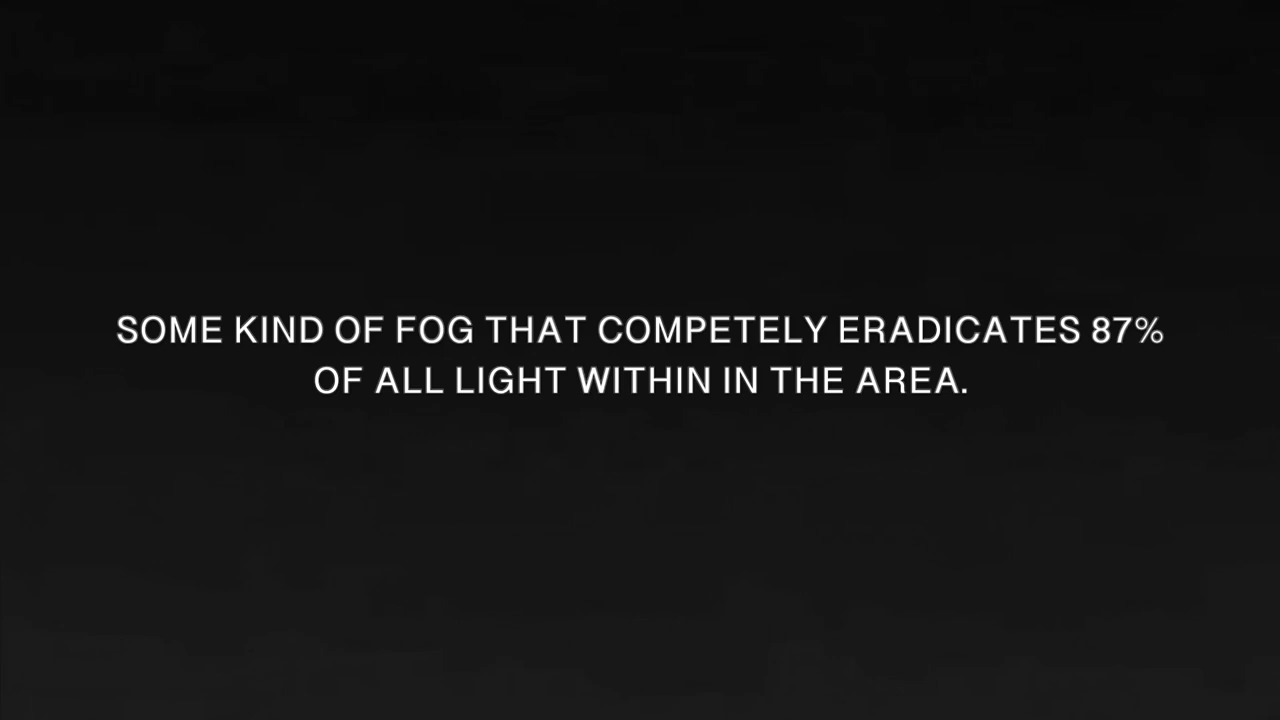 SOME KIND OF FOG THAT COMPETELY ERADICATES 87%
OF ALL LIGHT WITHIN IN THE AREA.